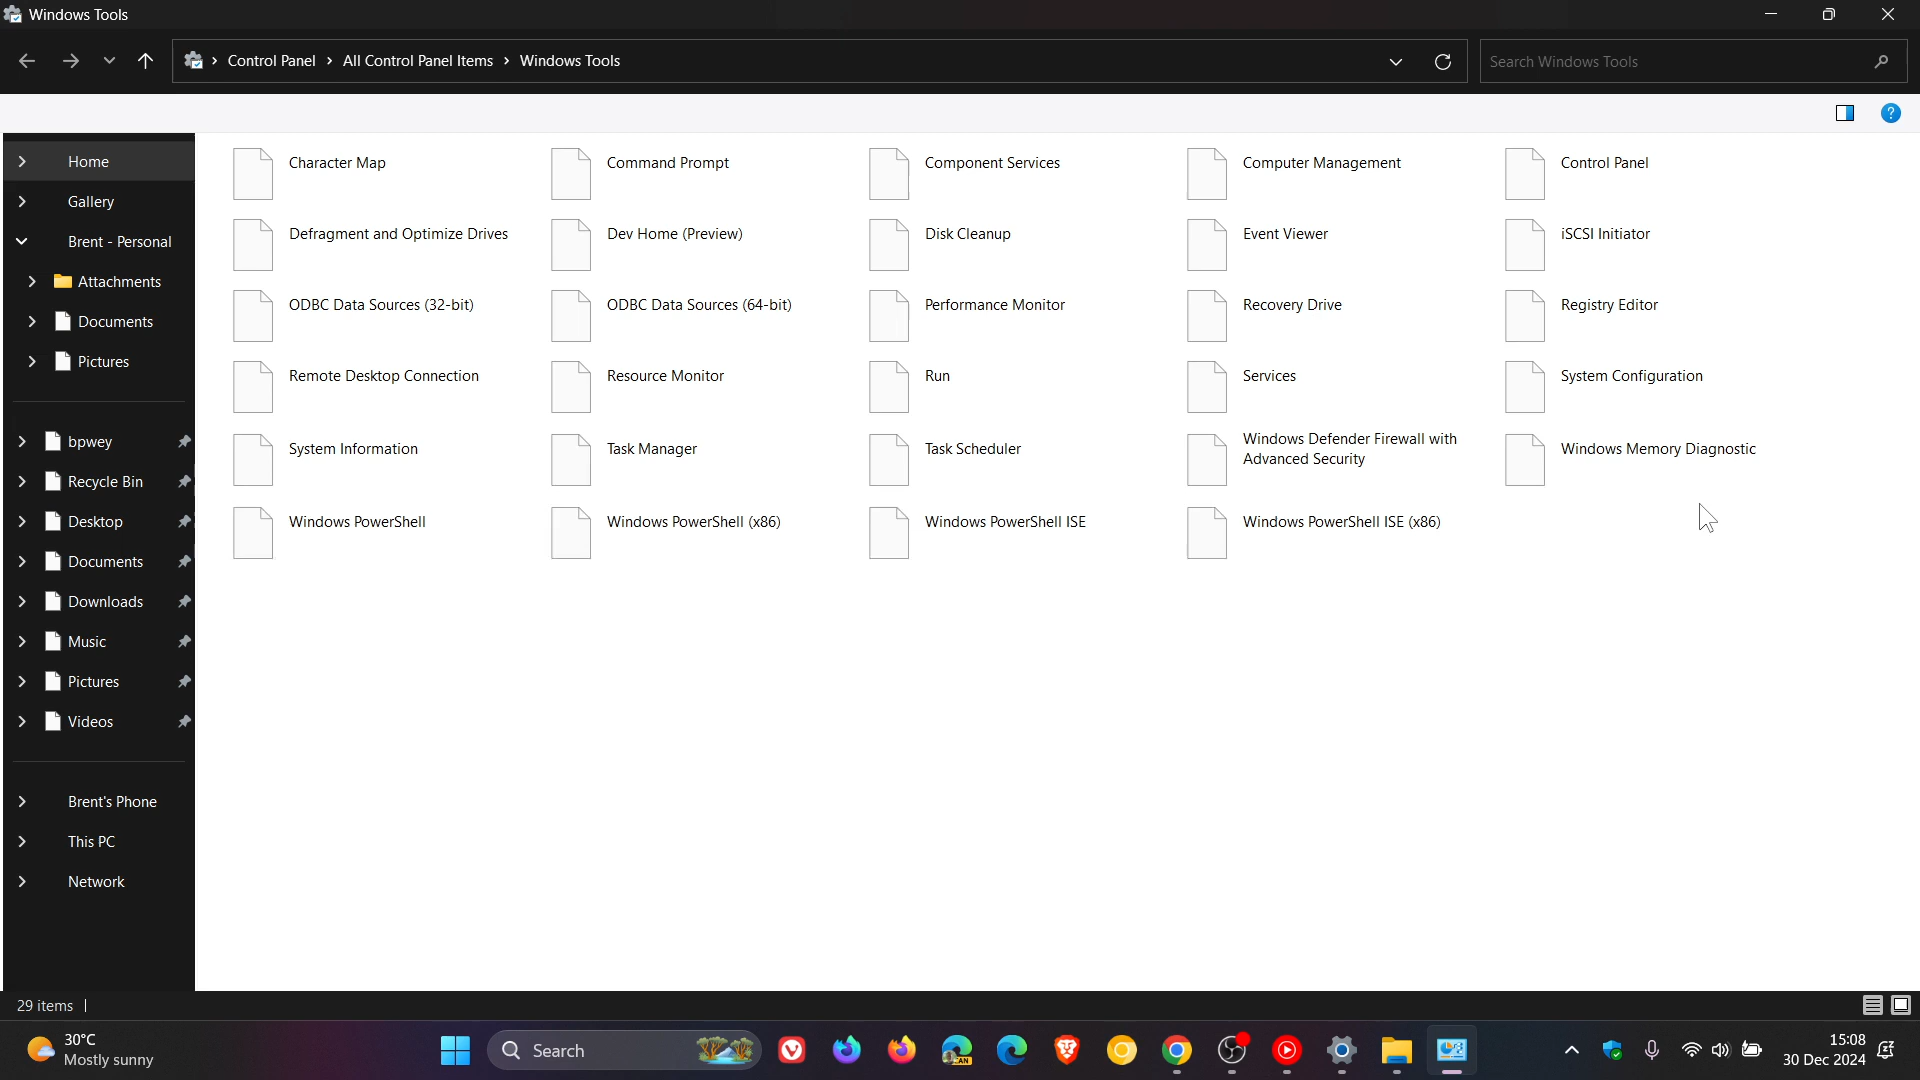 Windows Tools
Control Panel > All Control Panel Items > Windows Tools
Search Windows Tools
Home
Gallery
Brent - Personal
Attachments
Documents
Pictures
bpwey
Recycle Bin
Desktop
Documents
Downloads
Music
Pictures
Videos
Brent's Phone
This PC
Network
Character Map
Command Prompt
Component Services
Computer Management
Control Panel
Defragment and Optimize Drives
Dev Home (Preview)
Disk Cleanup
Event Viewer
iSCSI Initiator
ODBC Data Sources (32-bit)
ODBC Data Sources (64-bit)
Performance Monitor
Recovery Drive
Registry Editor
Remote Desktop Connection
Resource Monitor
Run
Services
System Configuration
System Information
Task Manager
Task Scheduler
Windows Defender Firewall with
Advanced Security
Windows Memory Diagnostic
Windows PowerShell
Windows PowerShell (x86)
Windows PowerShell ISE
Windows PowerShell ISE (x86)
29 items
30°C
Mostly sunny
Search
CAN
15:08
30 Dec 2024